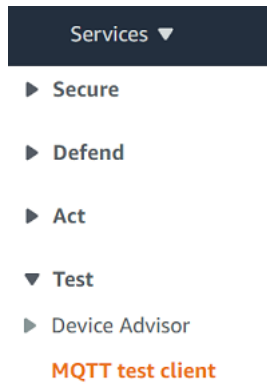 Services
Secure
Defend
Act
Test
Device Advisor
MQTT test client